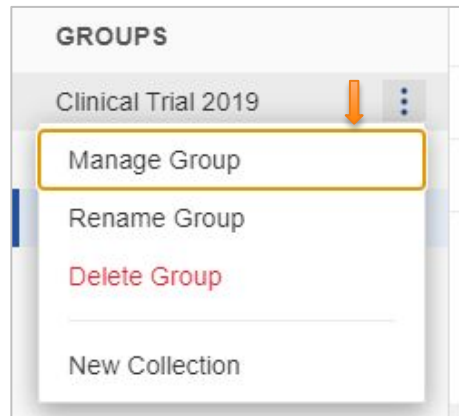 GROUPS
Clinical Trial 2019
Manage Group
Rename Group
Delete Group
New Collection